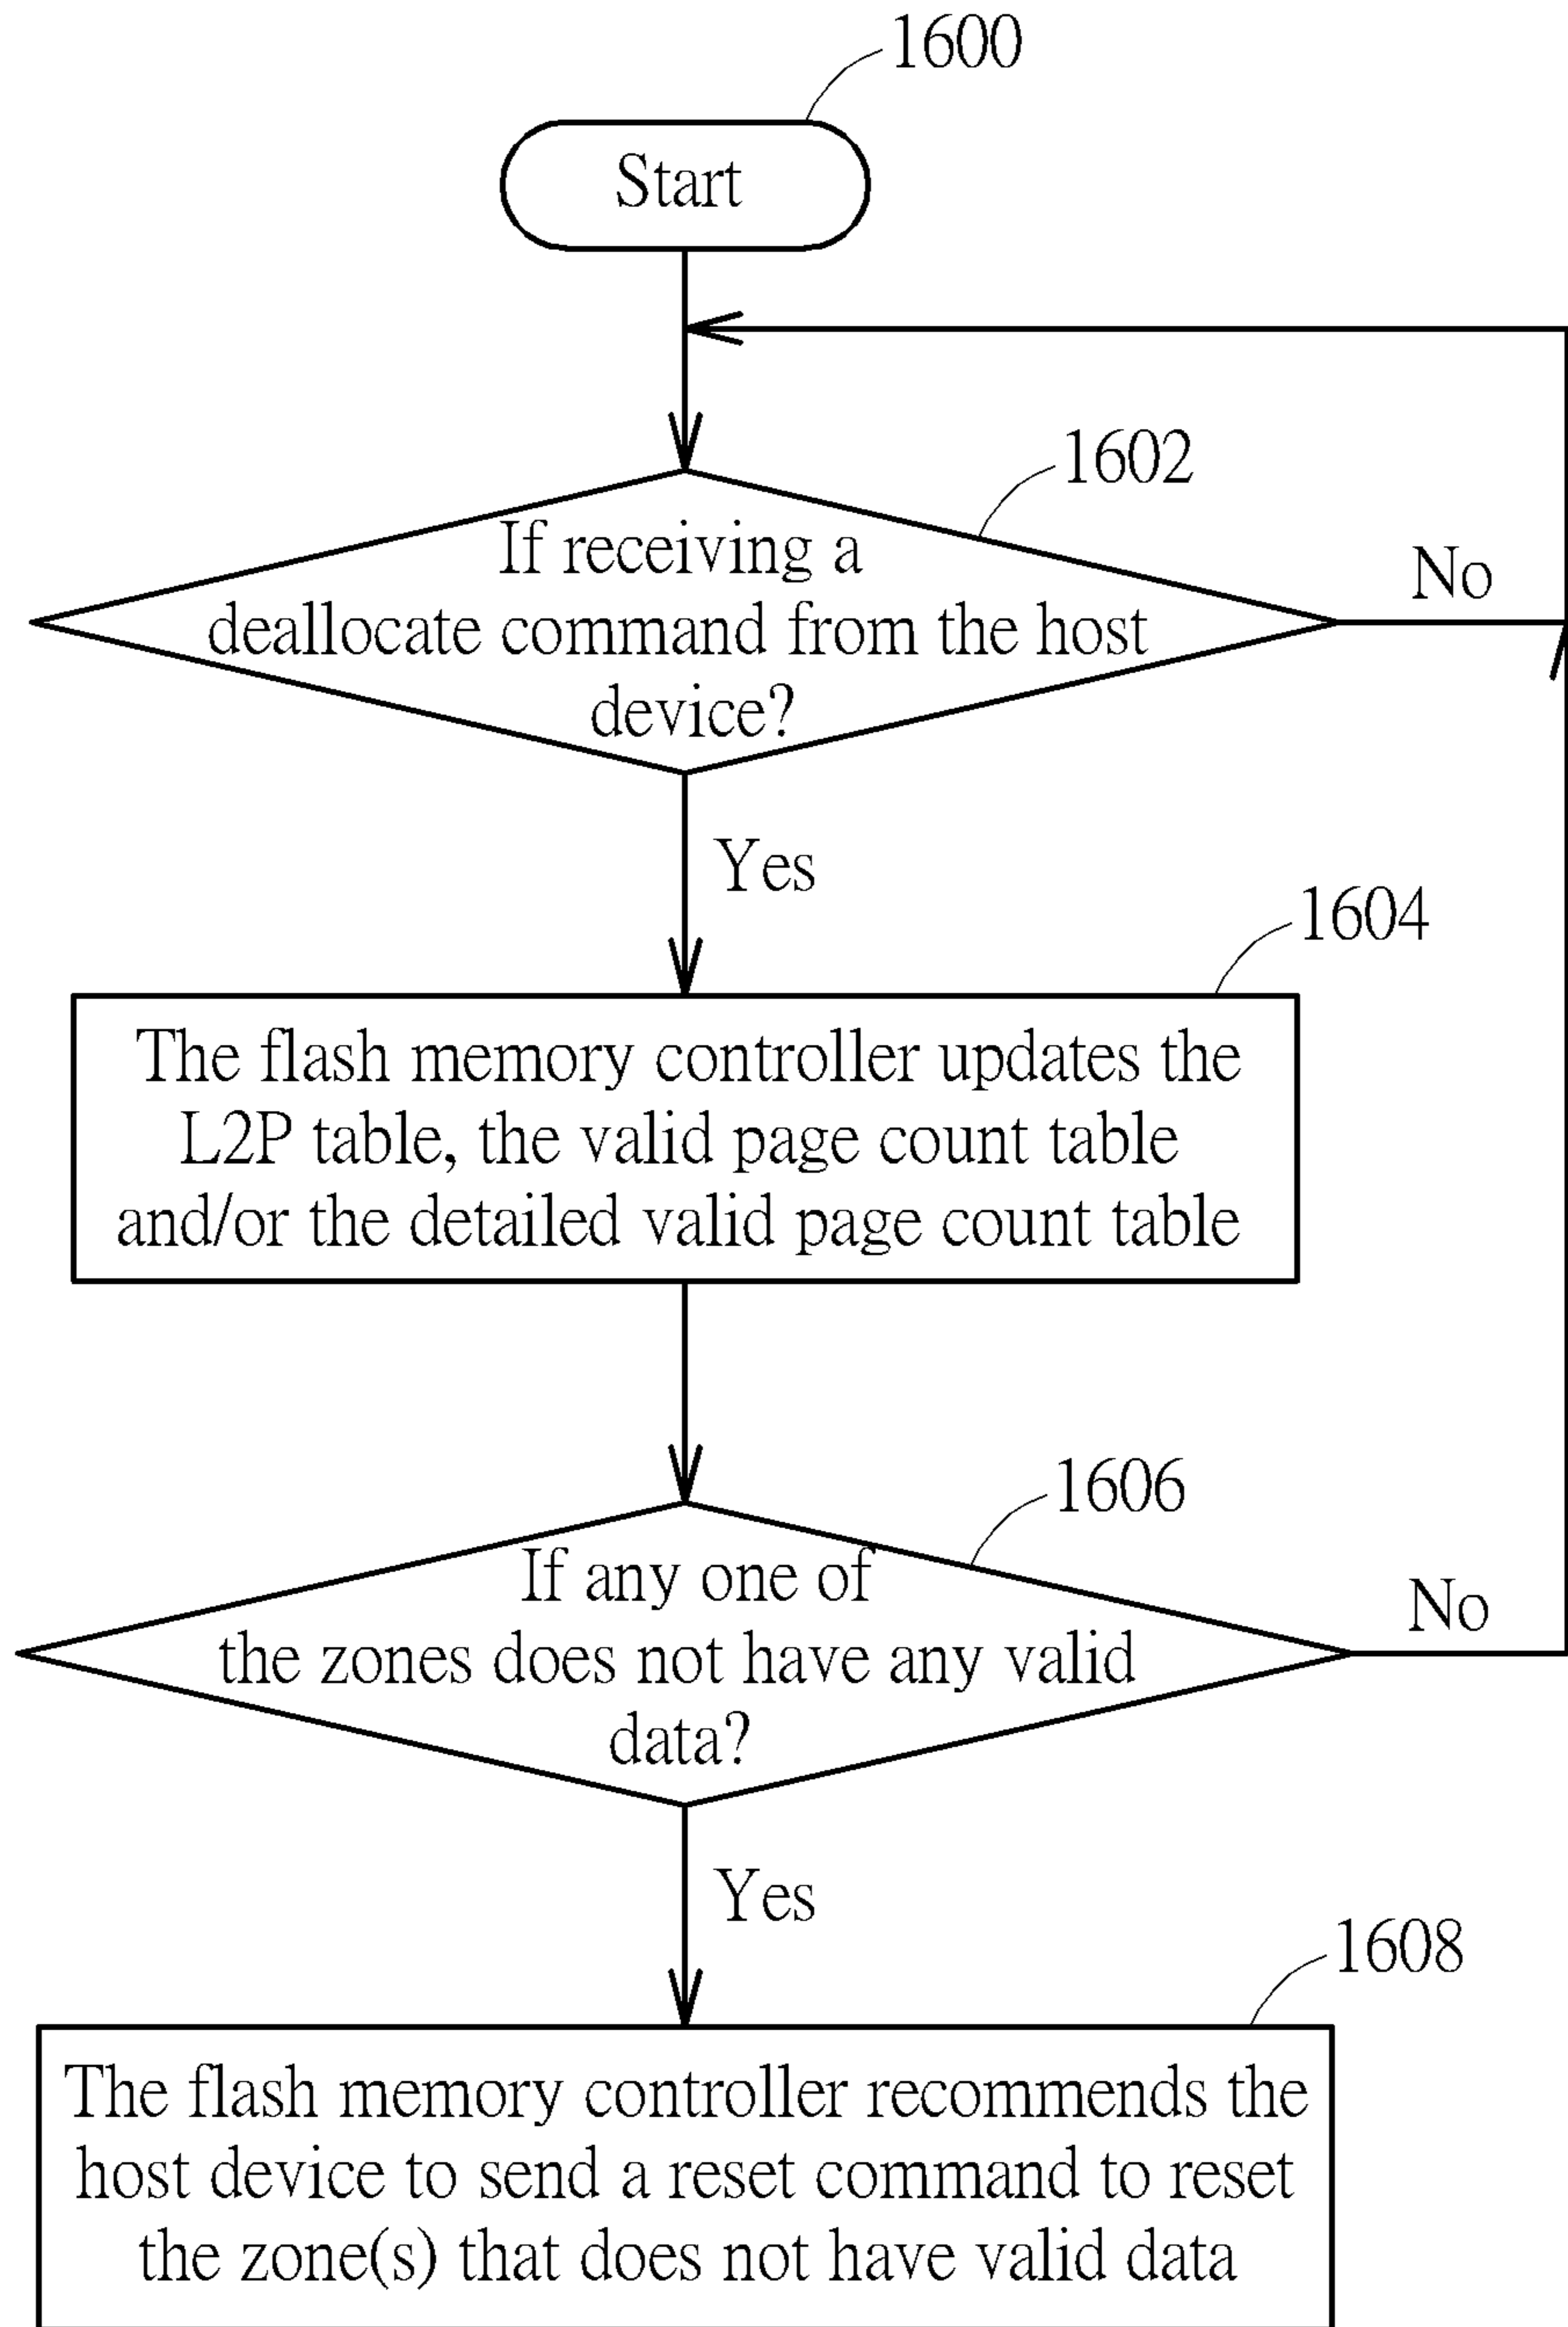 1600
Start
1602
If receiving a
deallocate command from the host
device?
No
Yes
1604
The flash memory controller updates the
L2P table, the valid page count table
and/or the detailed valid page count table
1606
If any one of
the zones does not have any valid
data?
No
Yes
1608
The flash memory controller recommends the
host device to send a reset command to reset
the zone(s) that does not have valid data